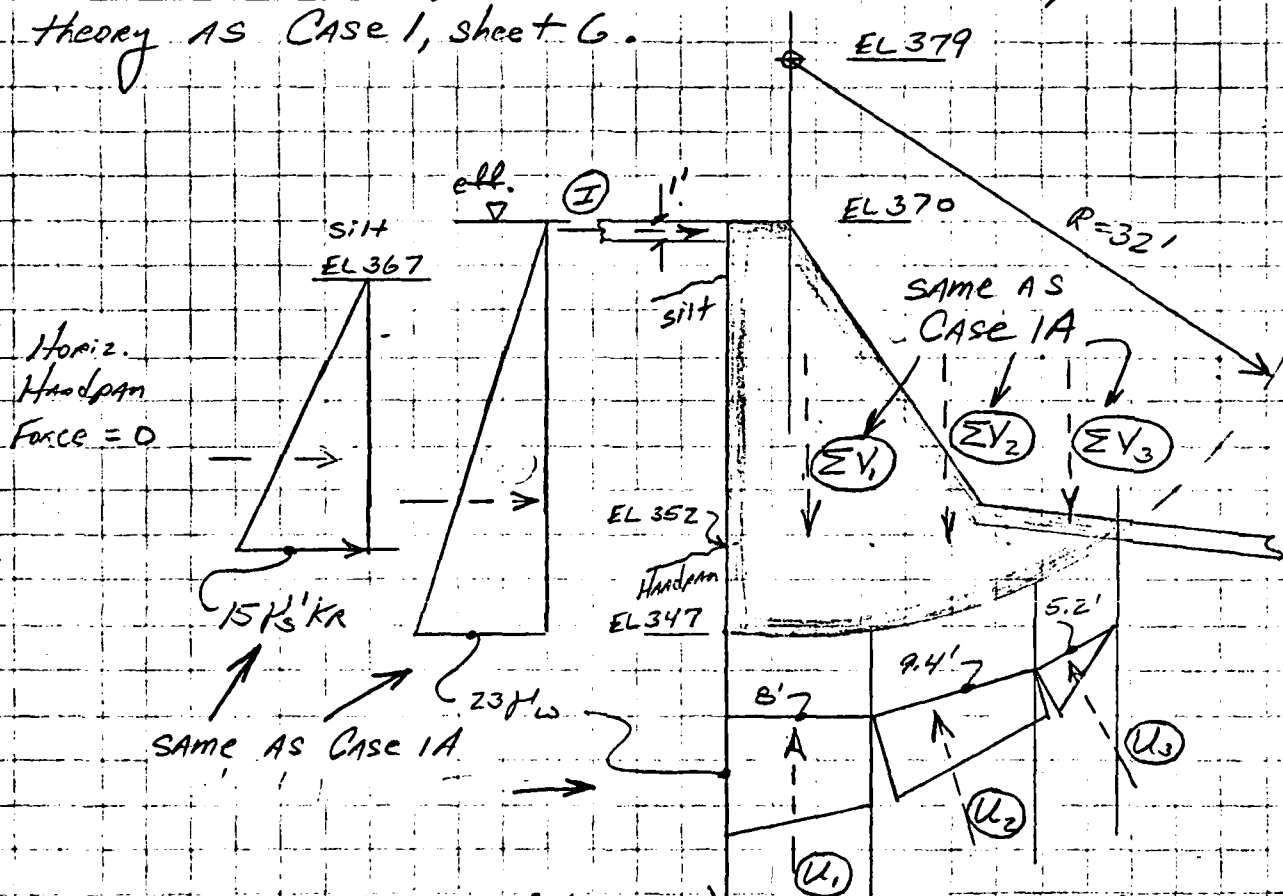 theory AS CASE 1, sheet 6.
EL 379
eff.
I
1'
EL 370
R=32'
silt
EL 367
silt
SAME AS
CASE 1A
Horiz.
Hardpan
Force = 0
ΣV₁
ΣV₂
ΣV₃
EL 352
Hardpan
EL 347
5.2'
9.4'
8'
15 γs' KR
23 γw
SAME AS CASE 1A
U₃
U₂
U₁